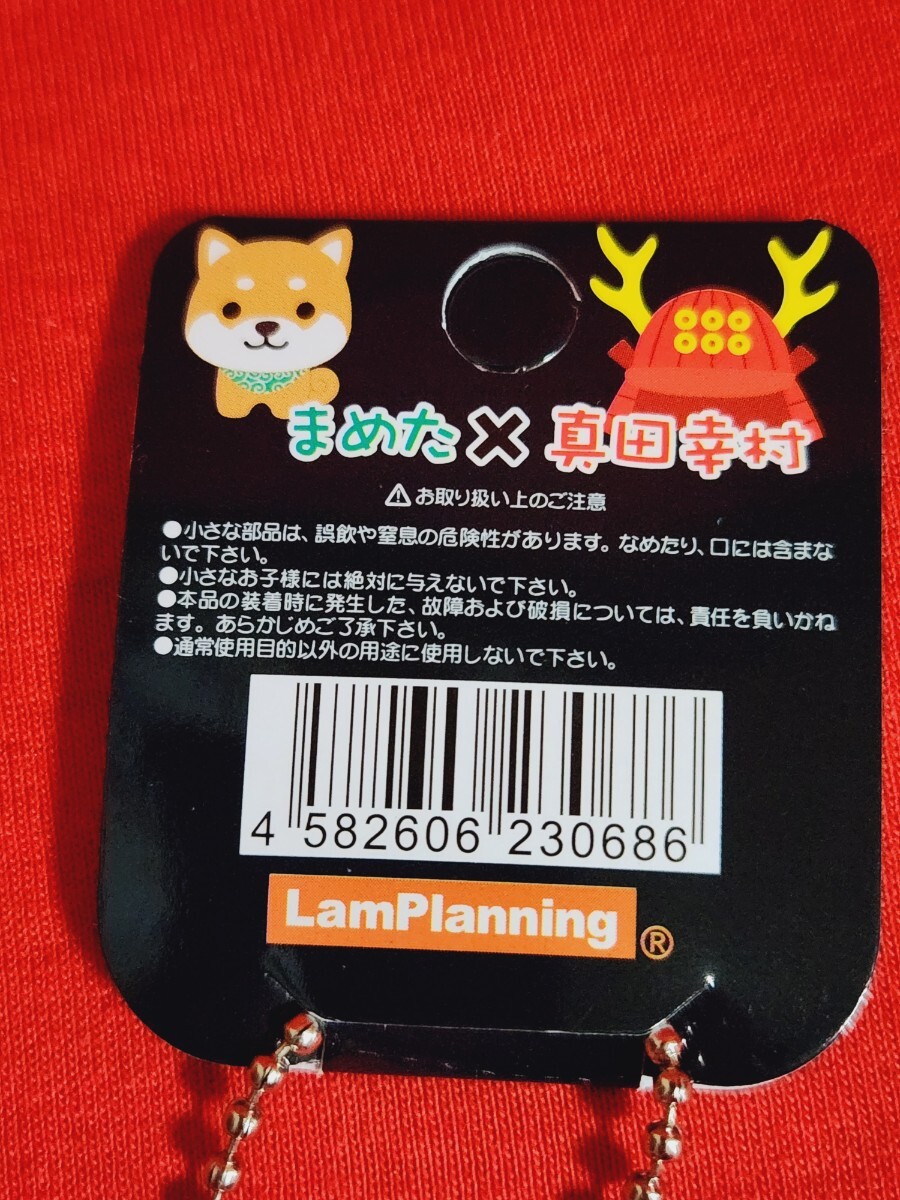 まめた×真田幸村
⚠お取り扱い上のご注意
●小さな部品は、誤飲や窒息の危険性があります。なめたり、口には含まな
いで下さい。
●小さなお子様には絶対に与えないで下さい。
●本品の装着時に発生した、故障および破損については、責任を負いかね
ます。あらかじめご了承下さい。
●通常使用目的以外の用途に使用しないで下さい。
4 582606 230686
LamPlanning®